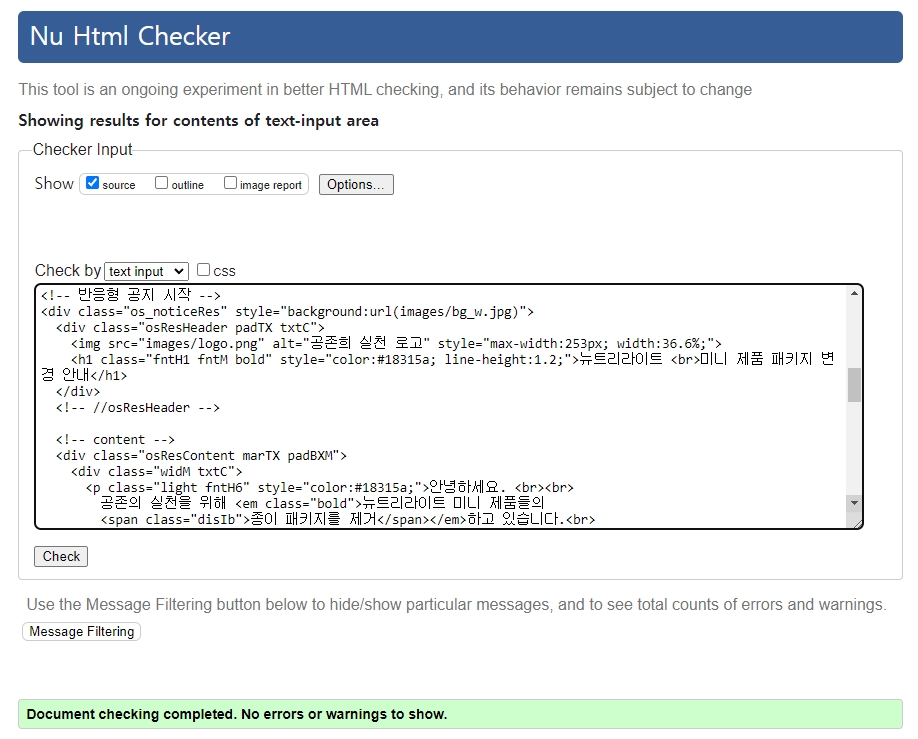 Nu Html Checker
This tool is an ongoing experiment in better HTML checking, and its behavior remains subject to change
Showing results for contents of text-input area
Checker Input
Show source outline image report Options...
Check by text input css
<!-- 반응형 공지 시작 -->
<div class="os_noticeRes" style="background:url(images/bg_w.jpg)">
<div class="osResHeader padTX txtC">
<img src="images/logo.png" alt="공존희 실천 로고" style="max-width:253px; width:36.6%;">
<h1 class="fntH1 fntM bold" style="color:#18315a; line-height:1.2;">뉴트리라이트 <br>미니 제품 패키지 변
경 안내</h1>
</div>
<!-- //osResHeader -->
<!-- content -->
<div class="osResContent marTX padBXM">
<div class="widM txtC">
<p class="light fntH6" style="color:#18315a;">안녕하세요. <br><br>
공존의 실천을 위해 <em class="bold">뉴트리라이트 미니 제품들의
<span class="disIb">종이 패키지를 제거</span></em>하고 있습니다.<br>
Check
Use the Message Filtering button below to hide/show particular messages, and to see total counts of errors and warnings.
Message Filtering
Document checking completed. No errors or warnings to show.